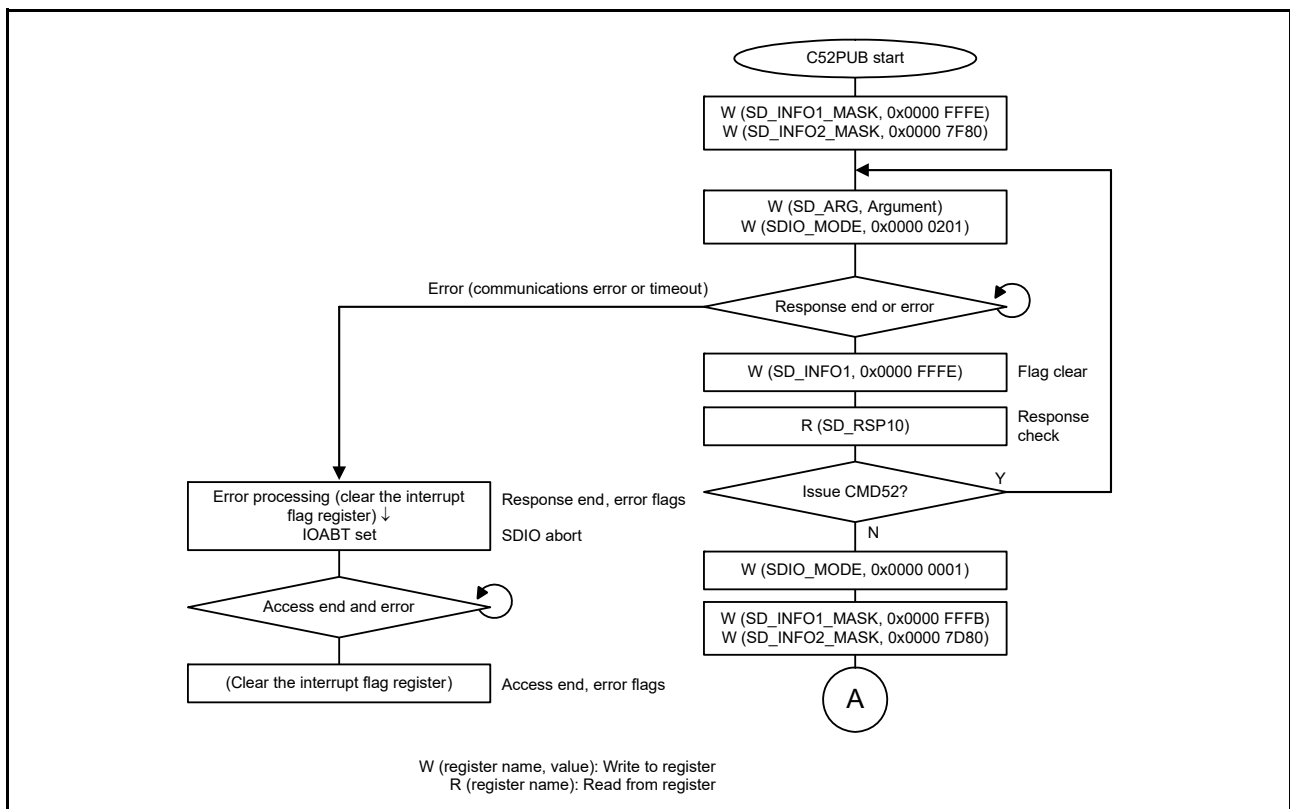 C52PUB start
W (SD_INFO1_MASK, 0x0000 FFFE)
W (SD_INFO2_MASK, 0x0000 7F80)
W (SD_ARG, Argument)
W (SDIO_MODE, 0x0000 0201)
Error (communications error or timeout)
Response end or error
W (SD_INFO1, 0x0000 FFFE)
Flag clear
R (SD_RSP10)
Response
check
Issue CMD52?
Y
N
Error processing (clear the interrupt
flag register) ↓
IOABT set
Response end, error flags
SDIO abort
W (SDIO_MODE, 0x0000 0001)
Access end and error
W (SD_INFO1_MASK, 0x0000 FFFB)
W (SD_INFO2_MASK, 0x0000 7D80)
(Clear the interrupt flag register)
Access end, error flags
A
W (register name, value): Write to register
R (register name): Read from register